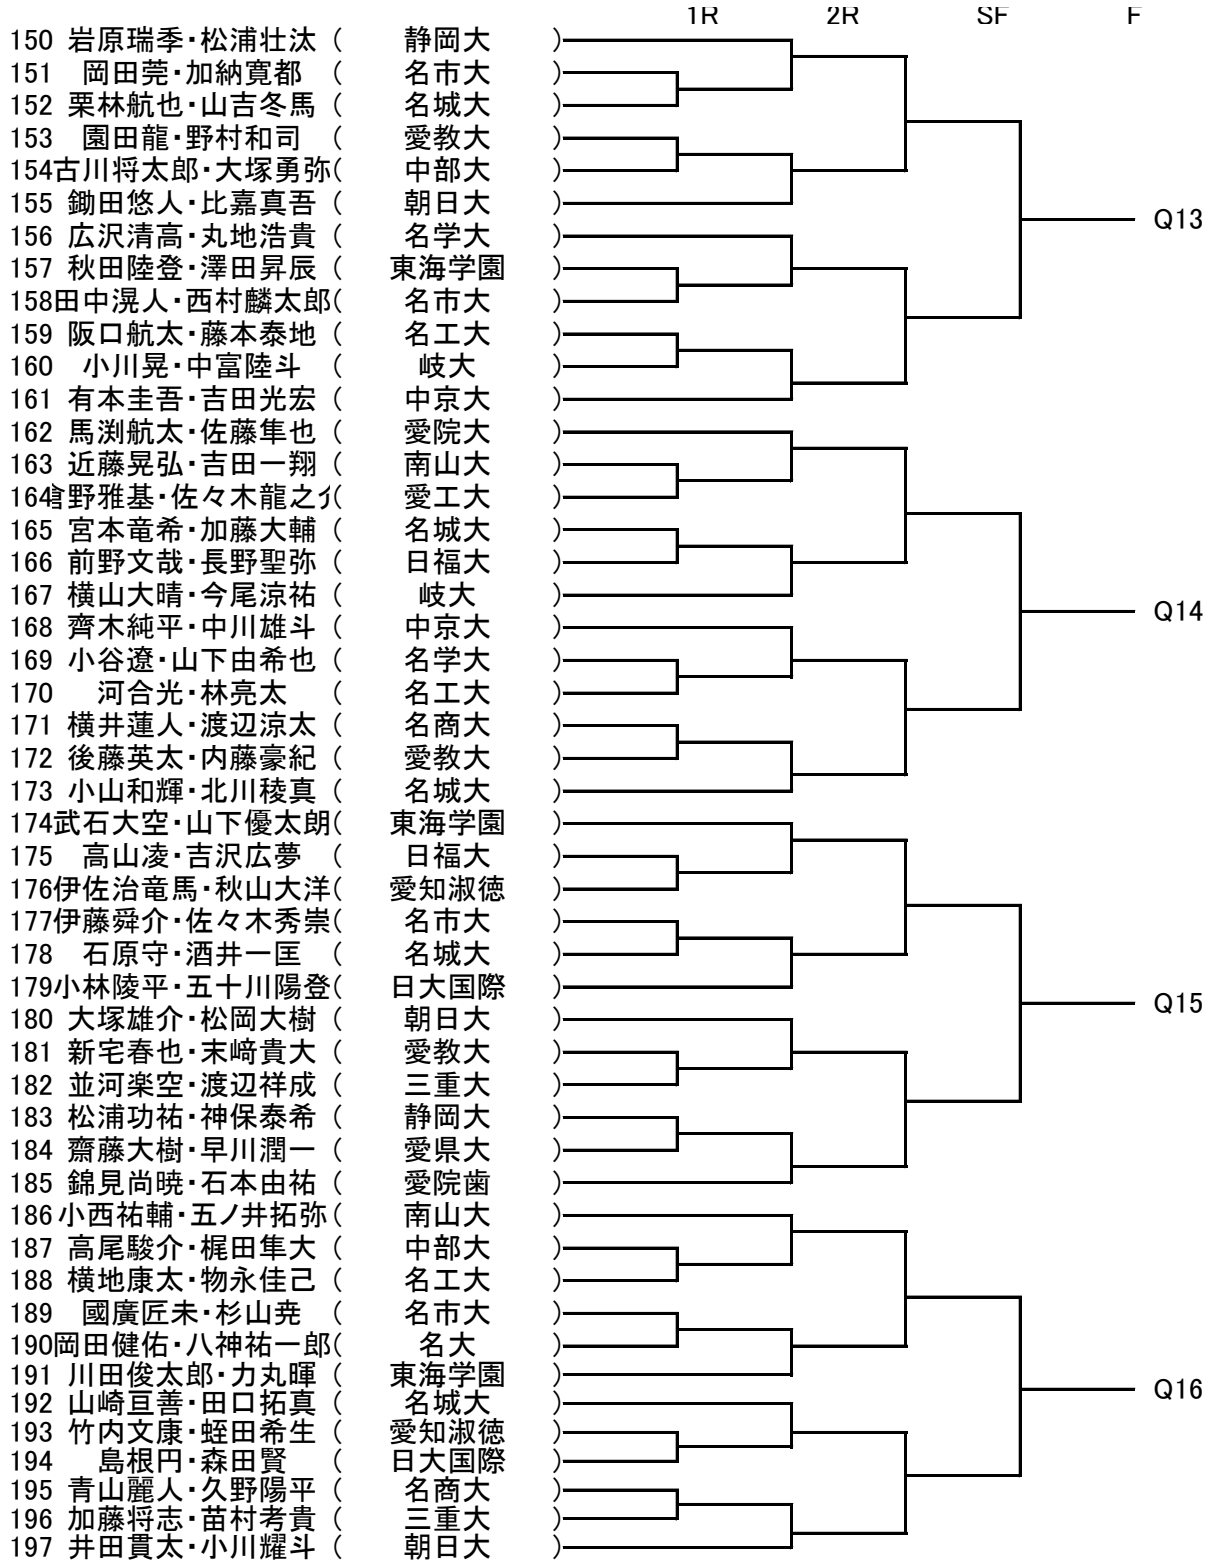 1R 2R SF F
150 岩原瑞季・松浦壮汰 ( 静岡大 )
151 岡田莞・加納寛都 ( 名市大 )
152 栗林航也・山吉冬馬 ( 名城大 )
153 園田龍・野村和司 ( 愛教大 )
154古川将太郎・大塚勇弥( 中部大 )
155 鋤田悠人・比嘉真吾 ( 朝日大 )
Q13
156 広沢清高・丸地浩貴 ( 名学大 )
157 秋田陸登・澤田昇辰 ( 東海学園 )
158田中滉人・西村麟太郎( 名市大 )
159 阪口航太・藤本泰地 ( 名工大 )
160 小川晃・中富陸斗 ( 岐大 )
161 有本圭吾・吉田光宏 ( 中京大 )
162 馬渕航太・佐藤隼也 ( 愛院大 )
163 近藤晃弘・吉田一翔 ( 南山大 )
164倉野雅基・佐々木龍之介( 愛工大 )
165 宮本竜希・加藤大輔 ( 名城大 )
166 前野文哉・長野聖弥 ( 日福大 )
167 横山大晴・今尾涼祐 ( 岐大 )
Q14
168 齊木純平・中川雄斗 ( 中京大 )
169 小谷遼・山下由希也 ( 名学大 )
170 河合光・林亮太 ( 名工大 )
171 横井蓮人・渡辺涼太 ( 名商大 )
172 後藤英太・内藤豪紀 ( 愛教大 )
173 小山和輝・北川稜真 ( 名城大 )
174武石大空・山下優太朗( 東海学園 )
175 高山凌・吉沢広夢 ( 日福大 )
176伊佐治竜馬・秋山大洋( 愛知淑徳 )
177伊藤舜介・佐々木秀崇( 名市大 )
178 石原守・酒井一匡 ( 名城大 )
179小林陵平・五十川陽登( 日大国際 )
Q15
180 大塚雄介・松岡大樹 ( 朝日大 )
181 新宅春也・末﨑貴大 ( 愛教大 )
182 並河楽空・渡辺祥成 ( 三重大 )
183 松浦功祐・神保泰希 ( 静岡大 )
184 齋藤大樹・早川潤一 ( 愛県大 )
185 錦見尚暁・石本由祐 ( 愛院歯 )
186 小西祐輔・五ノ井拓弥 ( 南山大 )
187 高尾駿介・梶田隼大 ( 中部大 )
188 横地康太・物永佳己 ( 名工大 )
189 國廣匠未・杉山尭 ( 名市大 )
190岡田健佑・八神祐一郎( 名大 )
191 川田俊太郎・力丸暉 ( 東海学園 )
Q16
192 山崎亘善・田口拓真 ( 名城大 )
193 竹内文康・蛭田希生 ( 愛知淑徳 )
194 島根円・森田賢 ( 日大国際 )
195 青山麗人・久野陽平 ( 名商大 )
196 加藤将志・苗村考貴 ( 三重大 )
197 井田貫太・小川耀斗 ( 朝日大 )